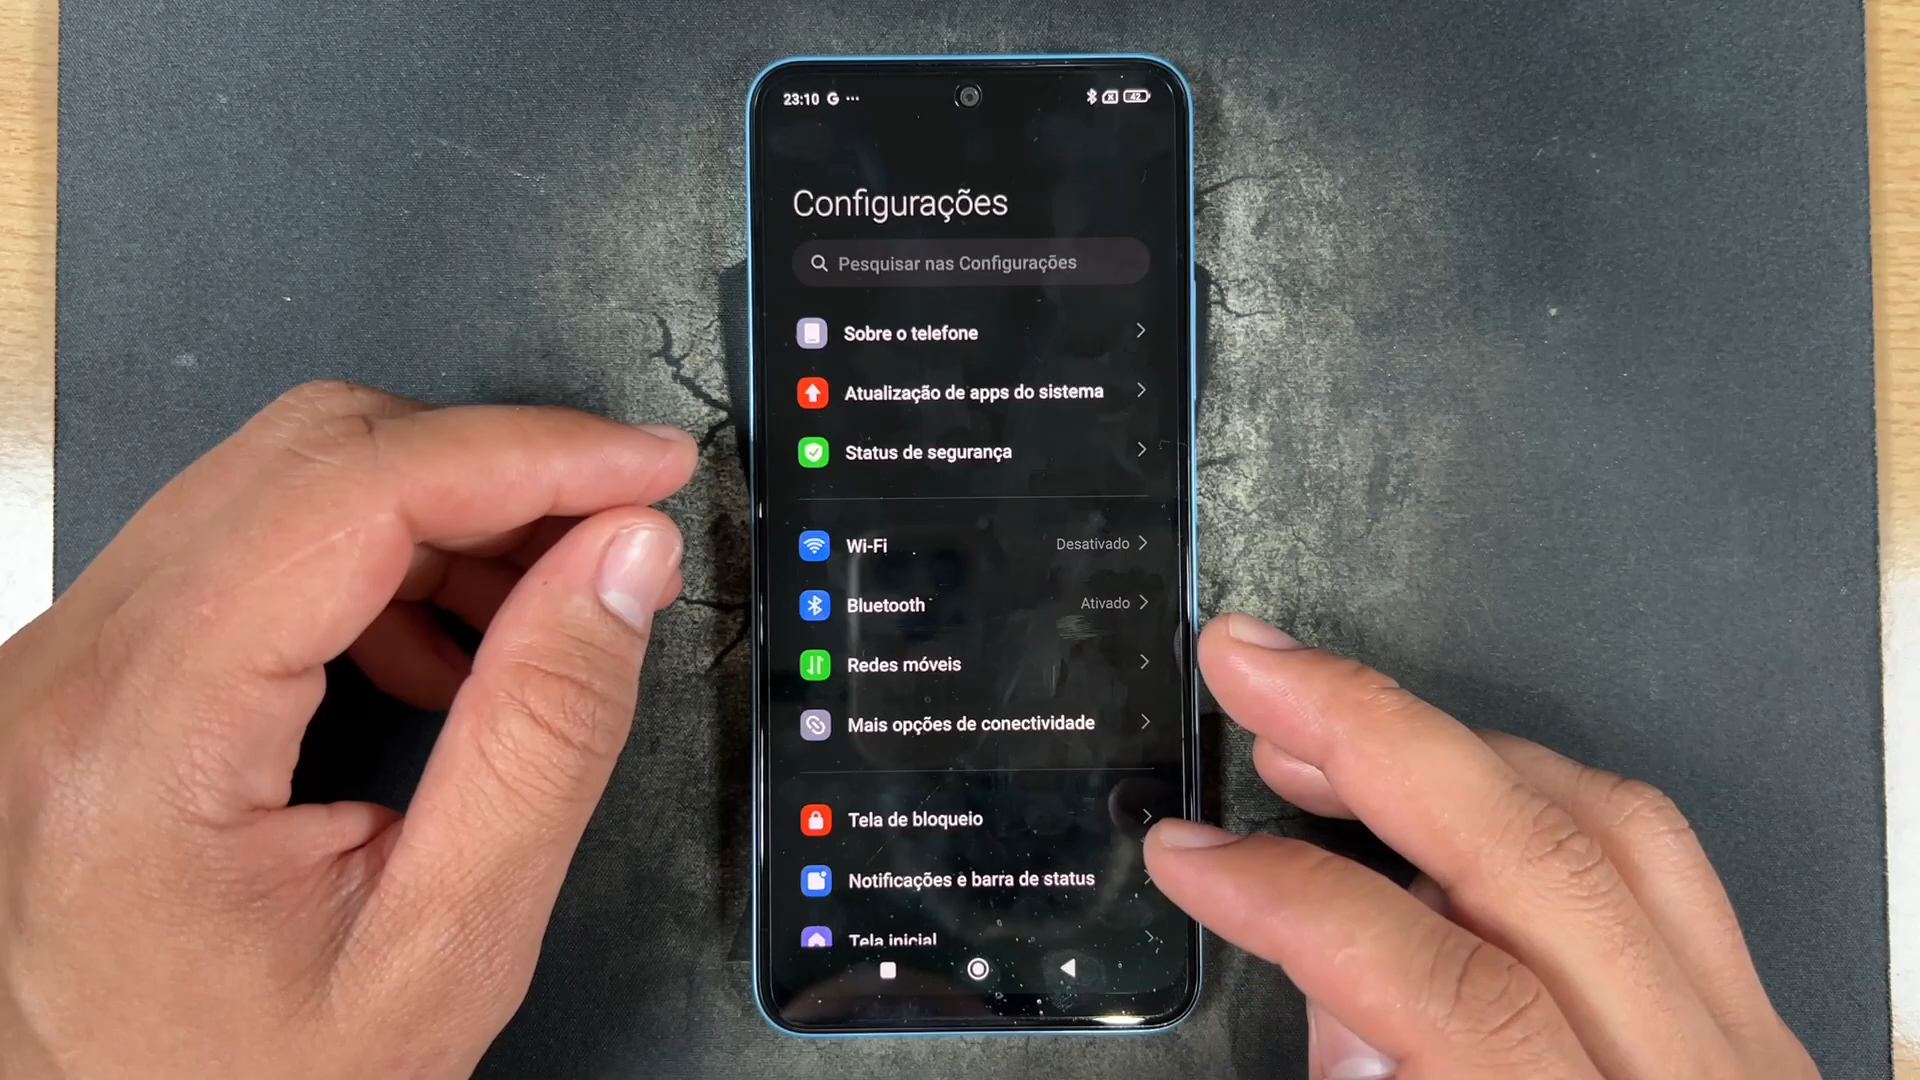 23:10 G ···
42
Configurações
Pesquisar nas Configurações
Sobre o telefone
Atualização de apps do sistema
Status de segurança
Wi-Fi Desativado
Bluetooth Ativado
Redes móveis
Mais opções de conectividade
Tela de bloqueio
Notificações e barra de status
Tela inicial